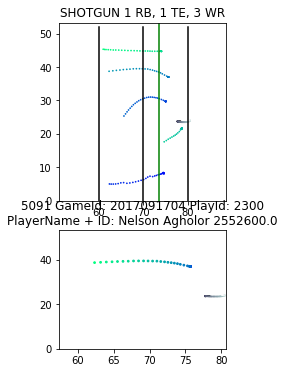 SHOTGUN 1 RB, 1 TE, 3 WR
50
40
30
20
10
0
60 70 80
5091 GameId: 2017091704 PlayId: 2300
PlayerName + ID: Nelson Agholor 2552600.0
40
20
0
60 65 70 75 80